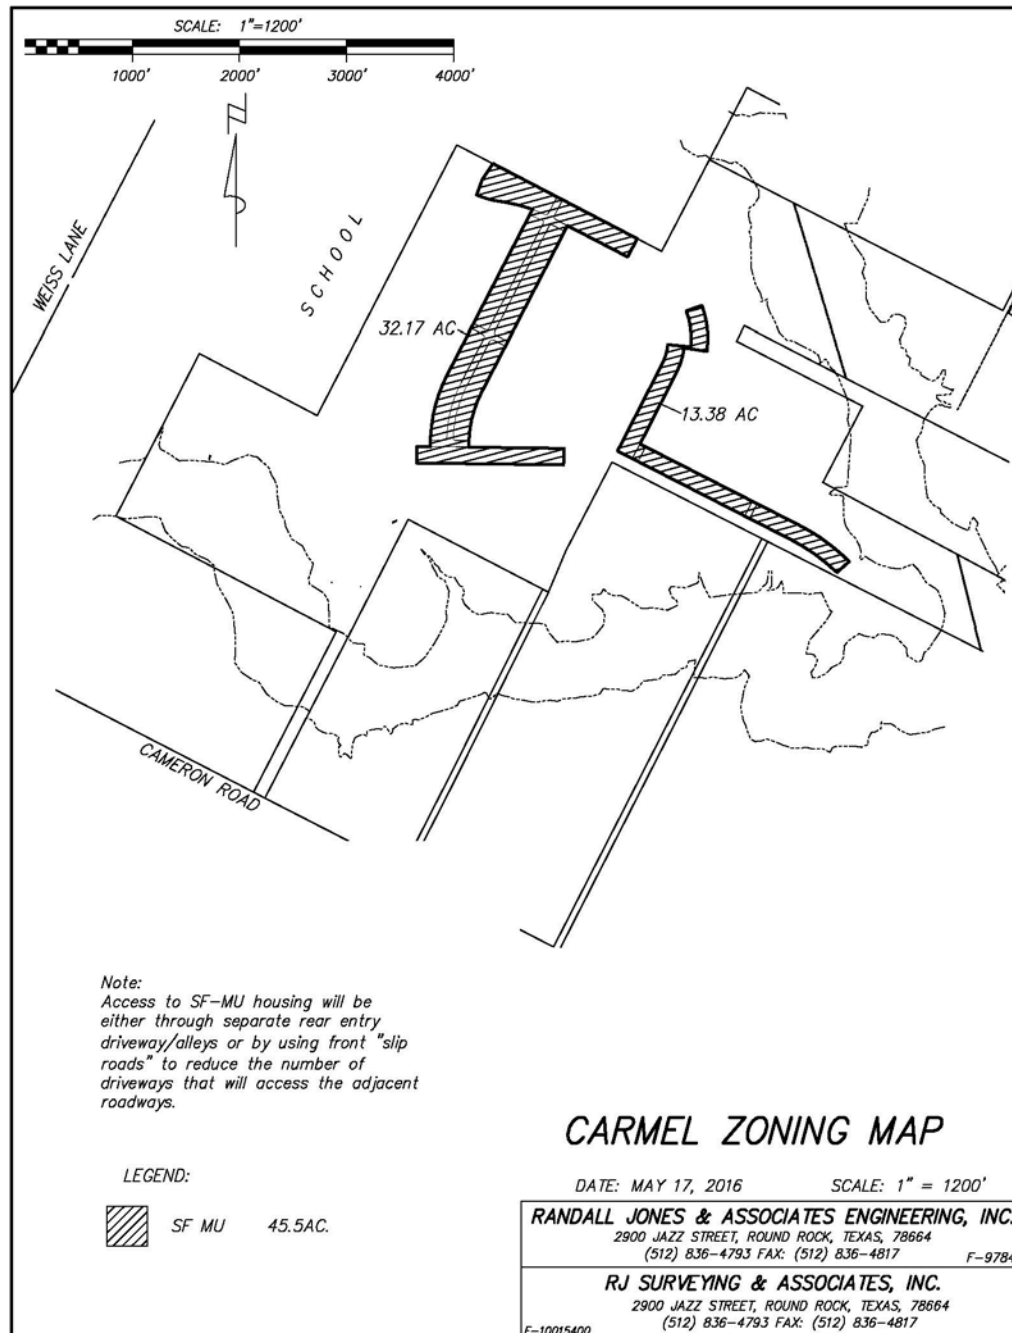 SCALE: 1"=1200'
1000' 2000' 3000' 4000'
N
WEISS LANE
SCHOOL
32.17 AC
13.38 AC
CAMERON ROAD
Note:
Access to SF-MU housing will be
either through separate rear entry
driveway/alleys or by using front "slip
roads" to reduce the number of
driveways that will access the adjacent
roadways.
CARMEL ZONING MAP
LEGEND:
SF MU 45.5AC.
DATE: MAY 17, 2016 SCALE: 1" = 1200'
RANDALL JONES & ASSOCIATES ENGINEERING, INC.
2900 JAZZ STREET, ROUND ROCK, TEXAS, 78664
(512) 836-4793 FAX: (512) 836-4817 F-9784
RJ SURVEYING & ASSOCIATES, INC.
2900 JAZZ STREET, ROUND ROCK, TEXAS, 78664
(512) 836-4793 FAX: (512) 836-4817
F-10015400